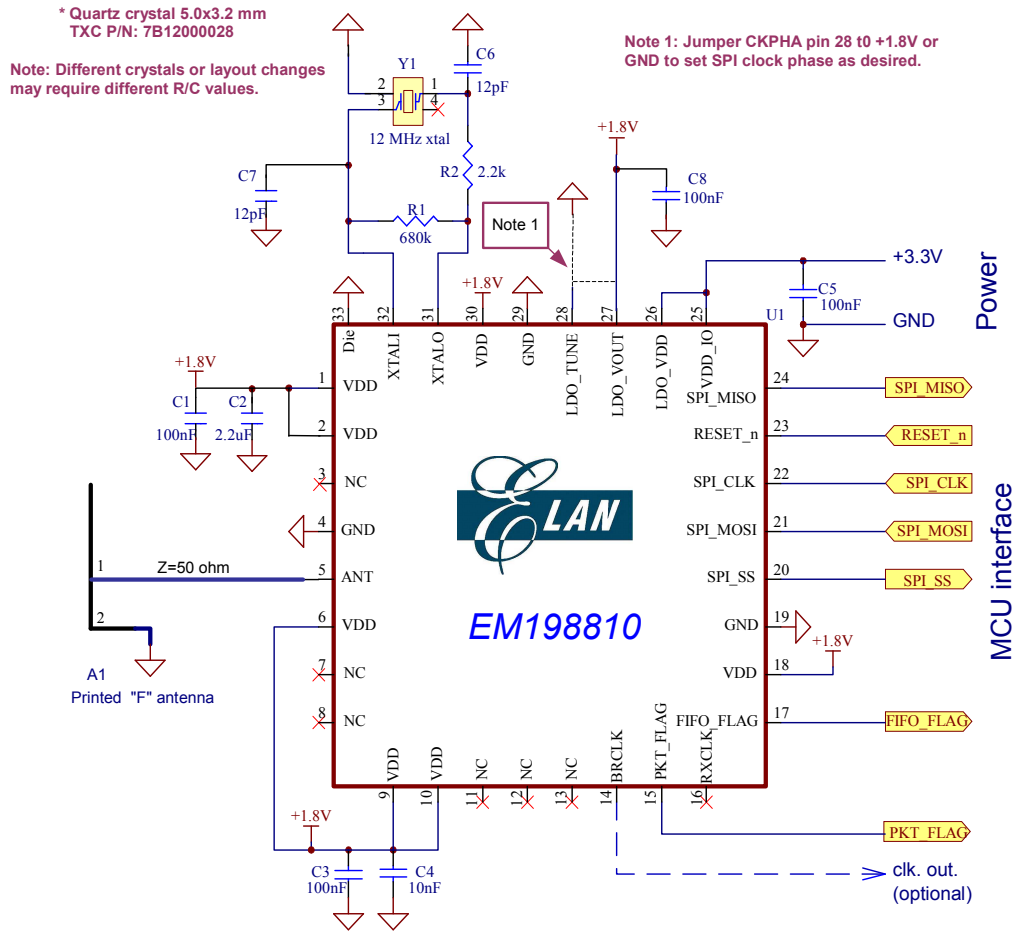 * Quartz crystal 5.0x3.2 mm
TXC P/N: 7B12000028
Note: Different crystals or layout changes
may require different R/C values.
Note 1: Jumper CKPHA pin 28 t0 +1.8V or
GND to set SPI clock phase as desired.
Y1
2
1
3
4
12 MHz xtal
C6
12pF
R2
2.2k
C7
12pF
R1
680k
Note 1
+1.8V
C8
100nF
+3.3V
C5
100nF
GND
Power
+1.8V
33
32
31
30
29
28
27
26
25
U1
Die
XTALI
XTALO
VDD
GND
LDO_TUNE
LDO_VOUT
LDO_VDD
VDD_IO
+1.8V
C1
100nF
C2
2.2uF
1
VDD
2
VDD
3
NC
4
GND
5
ANT
6
VDD
7
NC
8
NC
1
Z=50 ohm
2
A1
Printed "F" antenna
ELAN
EM198810
SPI_MISO
24
SPI_MISO
RESET_n
23
RESET_n
SPI_CLK
22
SPI_CLK
SPI_MOSI
21
SPI_MOSI
SPI_SS
20
SPI_SS
GND
19
VDD
18
+1.8V
FIFO_FLAG
17
FIFO_FLAG
MCU interface
VDD
VDD
NC
NC
NC
BRCLK
PKT_FLAG
RXCLK
9
10
11
12
13
14
15
16
+1.8V
C3
100nF
C4
10nF
PKT_FLAG
clk. out.
(optional)